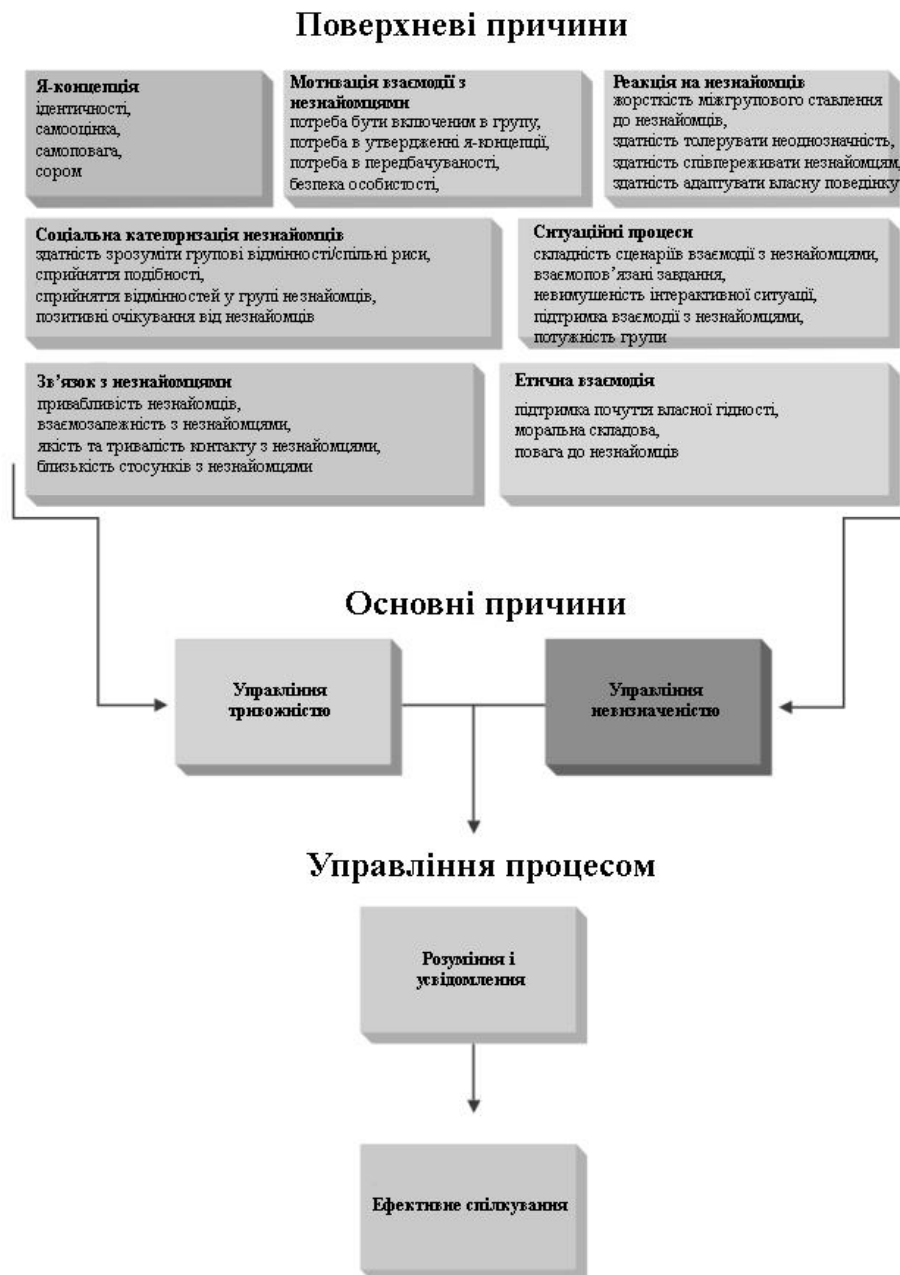 Поверхневі причини
Я-концепція
ідентичності,
самооцінка,
самоповага,
сором
Мотивація взаємодії з
незнайомцями
потреба бути включеним в групу,
потреба в утвердженні я-концепції,
потреба в передбачуваності,
безпека особистості,
Реакція на незнайомців
жорсткість міжгрупового ставлення
до незнайомців,
здатність толерувати неоднозначність,
здатність співпереживати незнайомцям,
здатність адаптувати власну поведінку
Соціальна категоризація незнайомців
здатність зрозуміти групові відмінності/спільні риси,
сприйняття подібності,
сприйняття відмінностей у групі незнайомців,
позитивні очікування від незнайомців
Ситуаційні процеси
складність сценаріїв взаємодії з незнайомцями,
взаємопов’язані завдання,
невимушеність інтерактивної ситуації,
підтримка взаємодії з незнайомцями,
потужність групи
Зв’язок з незнайомцями
привабливість незнайомців,
взаємозалежність з незнайомцями,
якість та тривалість контакту з незнайомцями,
близькість стосунків з незнайомцями
Етична взаємодія
підтримка почуття власної гідності,
моральна складова,
повага до незнайомців
Основні причини
Управління
тривожністю
Управління
невизначеністю
Управління процесом
Розуміння і
усвідомлення
Ефективне спілкування